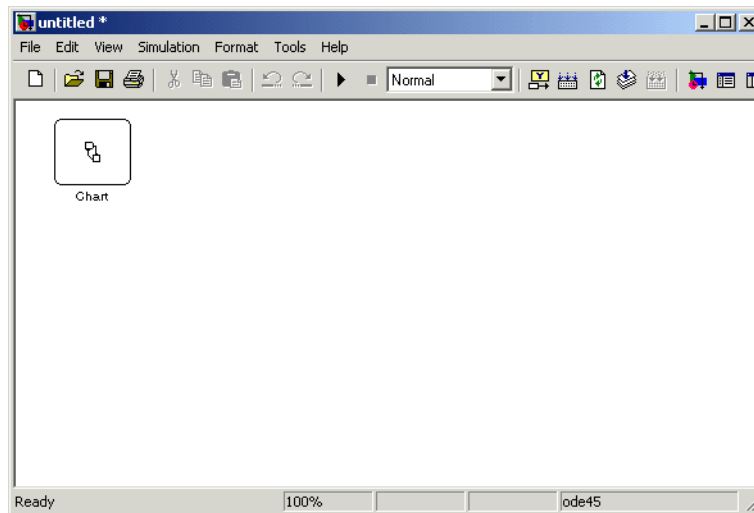 untitled *
File Edit View Simulation Format Tools Help
Normal
Chart
Ready 100% ode45